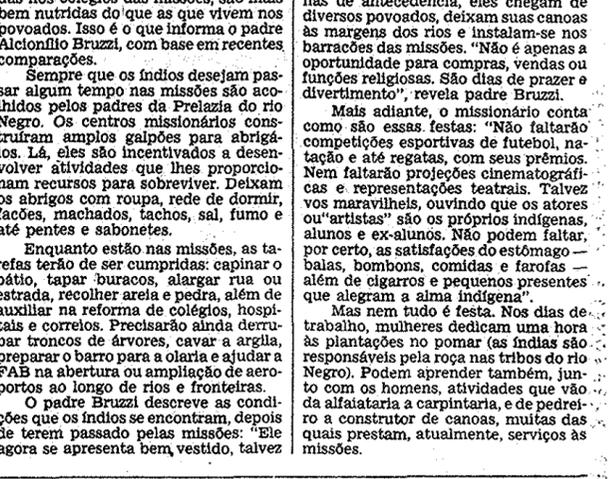 nos colégios das missões, são mais
bem nutridas do que as que vivem nos
povoados. Isso é o que informa o padre
Alcionílio Bruzzi, com base em recentes
comparações.
Sempre que os índios desejam pas-
sar algum tempo nas missões são aco-
lhidos pelos padres da Prelazia do rio
Negro. Os centros missionários cons-
truíram amplos galpões para abrigá-
los. Lá, eles são incentivados a desen-
volver atividades que lhes proporcio-
nam recursos para sobreviver. Deixam
os abrigos com roupa, rede de dormir,
facões, machados, tachos, sal, fumo e
até pentes e sabonetes.
Enquanto estão nas missões, as ta-
refas terão de ser cumpridas: capinar o
pátio, tapar buracos, alargar rua ou
estrada, recolher areia e pedra, além de
auxiliar na reforma de colégios, hospi-
tais e correios. Precisarão ainda derru-
bar troncos de árvores, cavar a argila,
preparar o barro para a olaria e ajudar a
FAB na abertura ou ampliação de aero-
portos ao longo de rios e fronteiras.
O padre Bruzzi descreve as condi-
ções que os índios se encontram, depois
de terem passado pelas missões: "Ele
agora se apresenta bem vestido, talvez
nas de antecedência, eles chegam de
diversos povoados, deixam suas canoas
às margens dos rios e instalam-se nos
barracões das missões. "Não é apenas a
oportunidade para compras, vendas ou
funções religiosas. São dias de prazer e
divertimento", revela padre Bruzzi.
Mais adiante, o missionário conta
como são essas festas: "Não faltarão
competições esportivas de futebol, na-
tação e até regatas, com seus prêmios.
Nem faltarão projeções cinematográfi-
cas e representações teatrais. Talvez
vos maravilheis, ouvindo que os atores
ou "artistas" são os próprios indígenas,
alunos e ex-alunos. Não podem faltar,
por certo, as satisfações do estômago —
balas, bombons, comidas e farofas —
além de cigarros e pequenos presentes
que alegram a alma indígena".
Mas nem tudo é festa. Nos dias de
trabalho, mulheres dedicam uma hora
às plantações no pomar (as índias são
responsáveis pela roça nas tribos do rio
Negro). Podem aprender também, jun-
to com os homens, atividades que vão
da alfaiataria a carpintaria, e de pedrei-
ro a construtor de canoas, muitas das
quais prestam, atualmente, serviços às
missões.